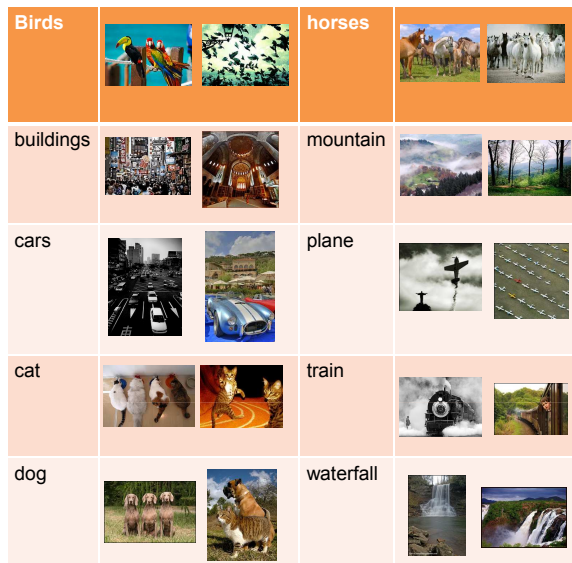 Birds
horses
buildings
mountain
cars
plane
cat
train
dog
waterfall